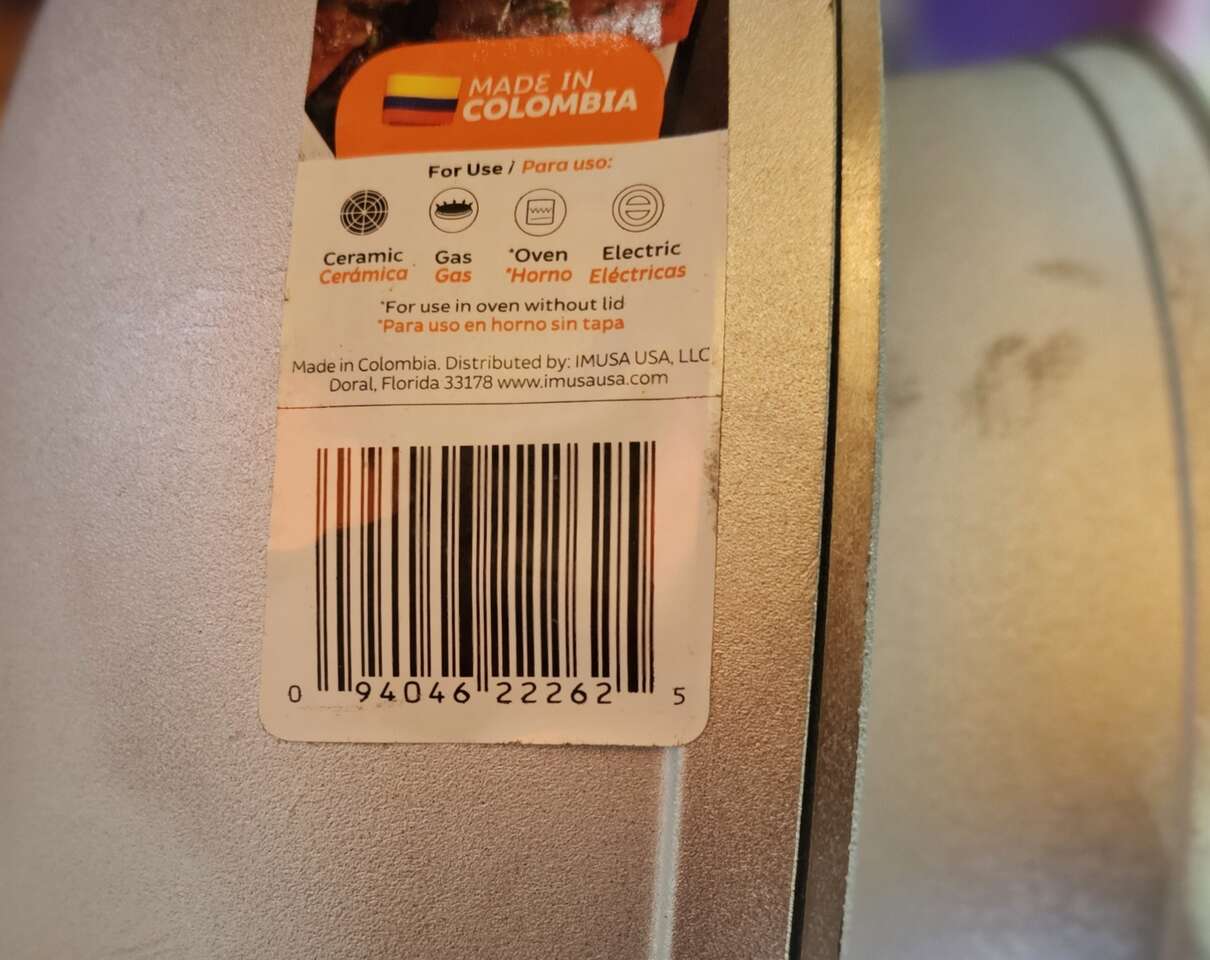 MADE IN
COLOMBIA
For Use / Para uso:
Ceramic Gas *Oven Electric
Cerámica Gas *Horno Eléctricas
*For use in oven without lid
*Para uso en horno sin tapa
Made in Colombia. Distributed by: IMUSA USA, LLC
Doral, Florida 33178 www.imusausa.com
0 94046 22262 5